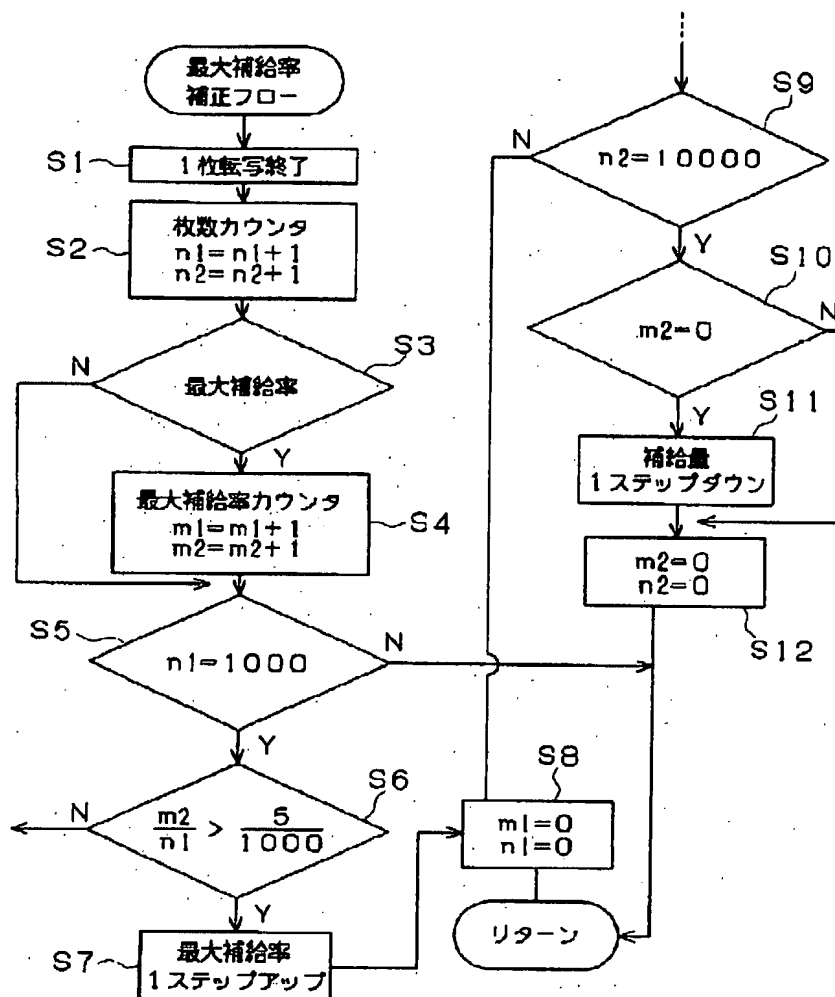 最大補給率
補正フロー
S1
1枚転写終了
S2
枚数カウンタ
n1=n1+1
n2=n2+1
S3
N
最大補給率
Y
最大補給率カウンタ
m1=m1+1
m2=m2+1
S4
S5
n1=1000
N
Y
S6
N
m2/n1 > 5/1000
Y
S7
最大補給率
1ステップアップ
S8
m1=0
n1=0
リターン
S9
N
n2=10000
Y
S10
m2=0
N
Y
S11
補給量
1ステップダウン
m2=0
n2=0
S12